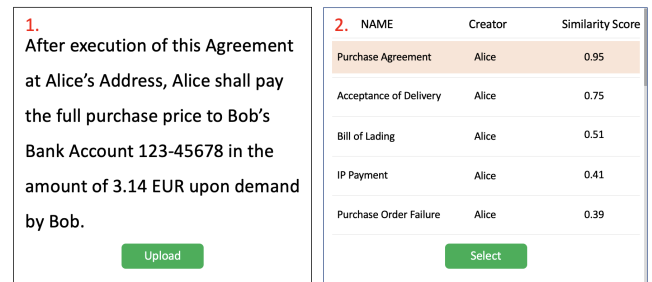 1.
After execution of this Agreement
at Alice’s Address, Alice shall pay
the full purchase price to Bob’s
Bank Account 123-45678 in the
amount of 3.14 EUR upon demand
by Bob.
Upload
2. NAME Creator Similarity Score
Purchase Agreement Alice 0.95
Acceptance of Delivery Alice 0.75
Bill of Lading Alice 0.51
IP Payment Alice 0.41
Purchase Order Failure Alice 0.39
Select